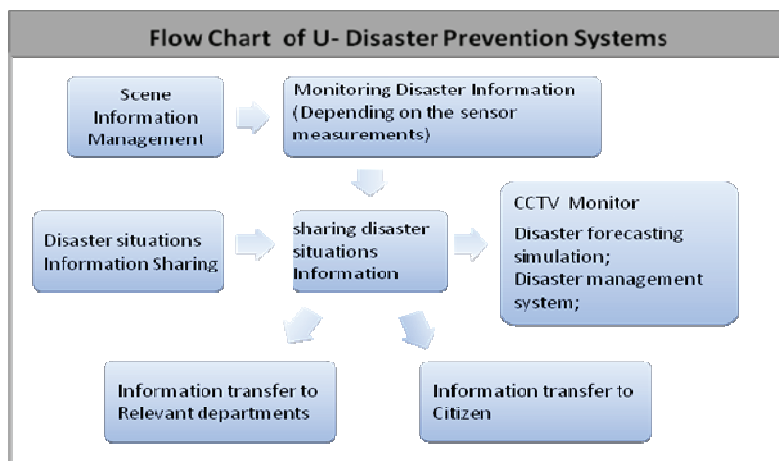 Flow Chart of U- Disaster Prevention Systems
Scene
Information
Management
Monitoring Disaster Information
(Depending on the sensor
measurements)
Disaster situations
Information Sharing
sharing disaster
situations
Information
CCTV Monitor
Disaster forecasting
simulation;
Disaster management
system;
Information transfer to
Relevant departments
Information transfer to
Citizen